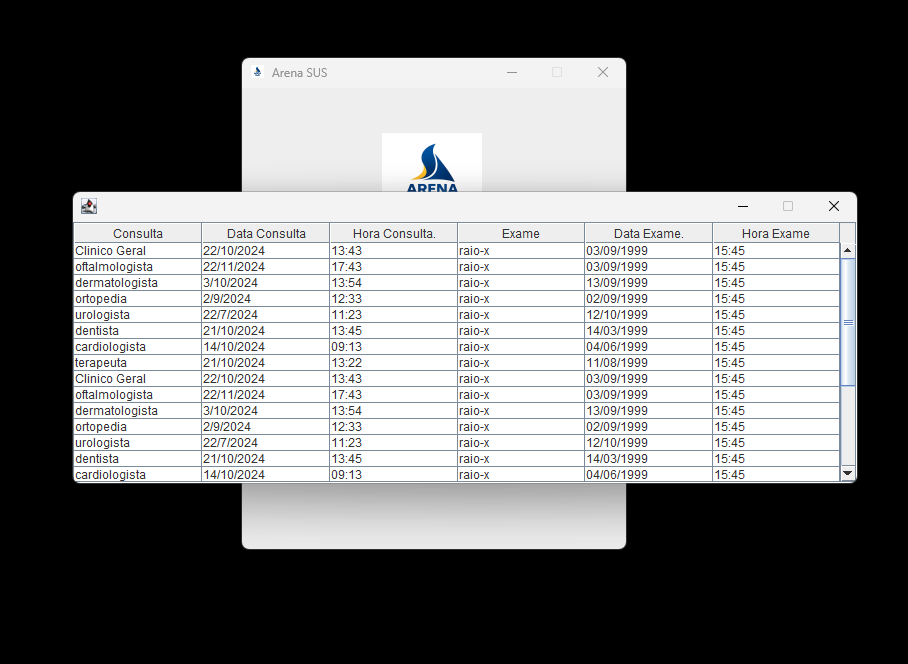 Arena SUS
ARENA
Consulta Data Consulta Hora Consulta. Exame Data Exame. Hora Exame
Clinico Geral 22/10/2024 13:43 raio-x 03/09/1999 15:45
oftalmologista 22/11/2024 17:43 raio-x 03/09/1999 15:45
dermatologista 3/10/2024 13:54 raio-x 13/09/1999 15:45
ortopedia 2/9/2024 12:33 raio-x 02/09/1999 15:45
urologista 22/7/2024 11:23 raio-x 12/10/1999 15:45
dentista 21/10/2024 13:45 raio-x 14/03/1999 15:45
cardiologista 14/10/2024 09:13 raio-x 04/06/1999 15:45
terapeuta 21/10/2024 13:22 raio-x 11/08/1999 15:45
Clinico Geral 22/10/2024 13:43 raio-x 03/09/1999 15:45
oftalmologista 22/11/2024 17:43 raio-x 03/09/1999 15:45
dermatologista 3/10/2024 13:54 raio-x 13/09/1999 15:45
ortopedia 2/9/2024 12:33 raio-x 02/09/1999 15:45
urologista 22/7/2024 11:23 raio-x 12/10/1999 15:45
dentista 21/10/2024 13:45 raio-x 14/03/1999 15:45
cardiologista 14/10/2024 09:13 raio-x 04/06/1999 15:45